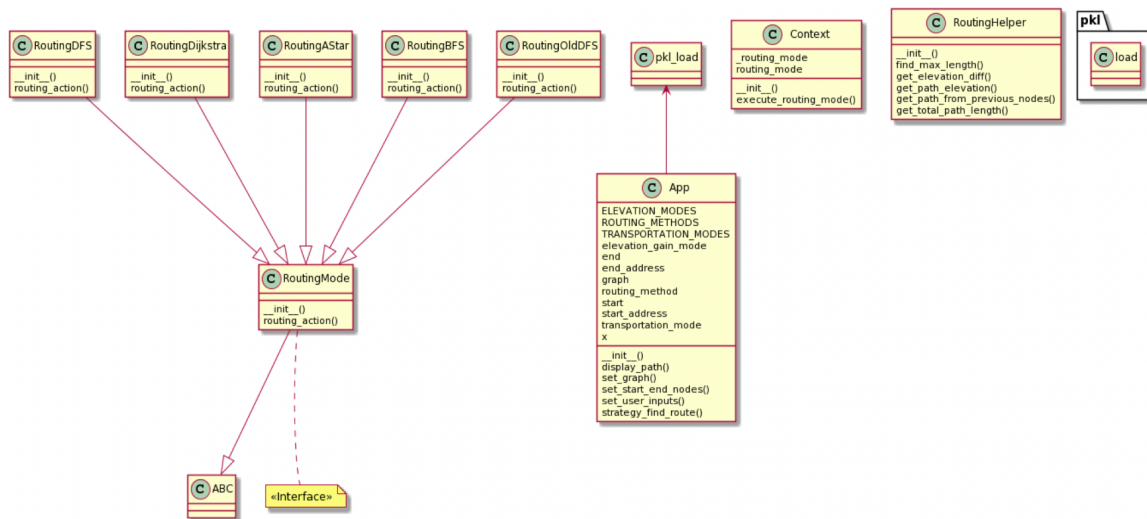 C RoutingDFS
__init__()
routing_action()
C RoutingDijkstra
__init__()
routing_action()
C RoutingAStar
__init__()
routing_action()
C RoutingBFS
__init__()
routing_action()
C RoutingOldDFS
__init__()
routing_action()
C pkl_load
C Context
_routing_mode
routing_mode
__init__()
execute_routing_mode()
C RoutingHelper
__init__()
find_max_length()
get_elevation_diff()
get_path_elevation()
get_path_from_previous_nodes()
get_total_path_length()
pkl
C load
C App
ELEVATION_MODES
ROUTING_METHODS
TRANSPORTATION_MODES
elevation_gain_mode
end
end_address
graph
routing_method
start
start_address
transportation_mode
x
__init__()
display_path()
set_graph()
set_start_end_nodes()
set_user_inputs()
strategy_find_route()
C RoutingMode
__init__()
routing_action()
C ABC
«Interface»